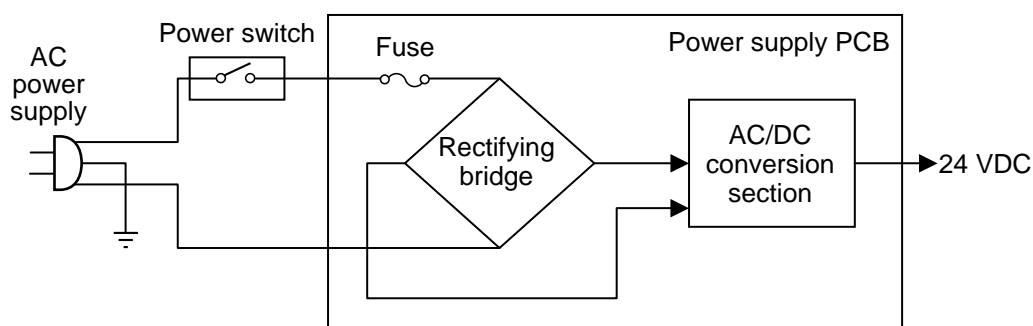 AC
power
supply
Power switch
Fuse
Power supply PCB
Rectifying
bridge
AC/DC
conversion
section
24 VDC